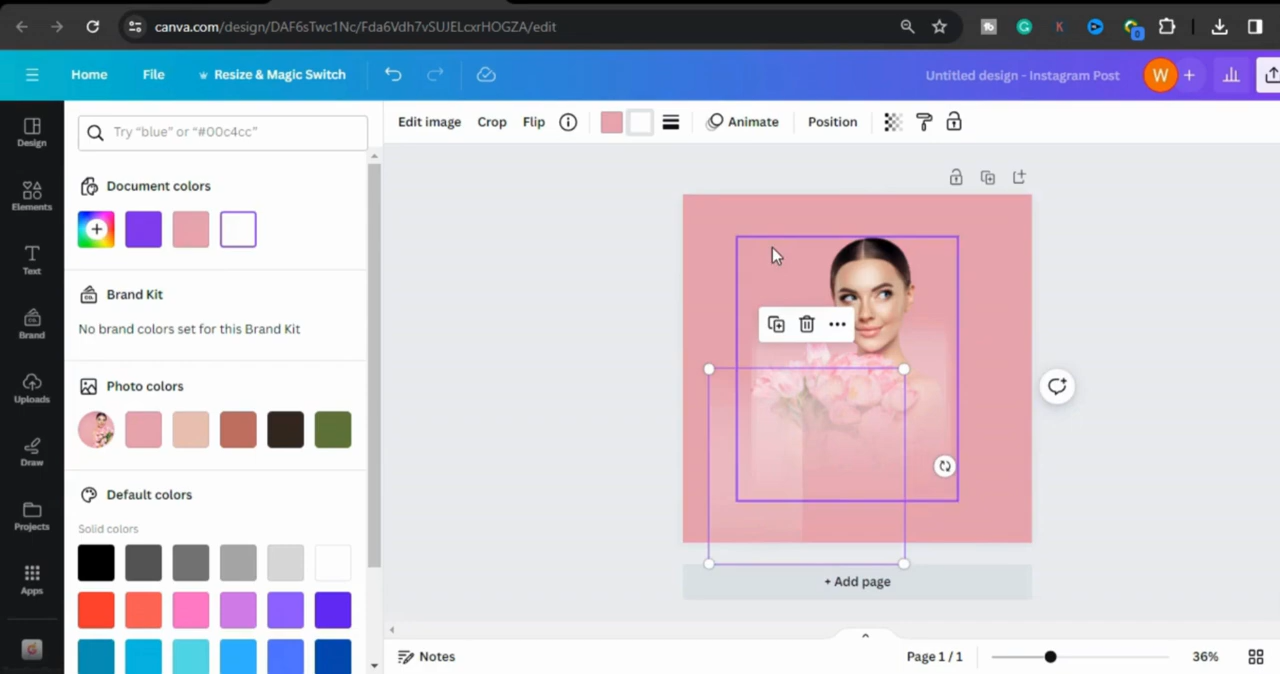 canva.com/design/DAF6sTwc1Nc/Fda6Vdh7vSUJELcxrHOGZA/edit
Home File Resize & Magic Switch Untitled design - Instagram Post W
Design
Elements
Text
Brand
Uploads
Draw
Projects
Apps
Try “blue” or “#00c4cc”
Document colors
Brand Kit
No brand colors set for this Brand Kit
Photo colors
Default colors
Solid colors
Edit image Crop Flip Animate Position
+ Add page
Notes Page 1 / 1 36%